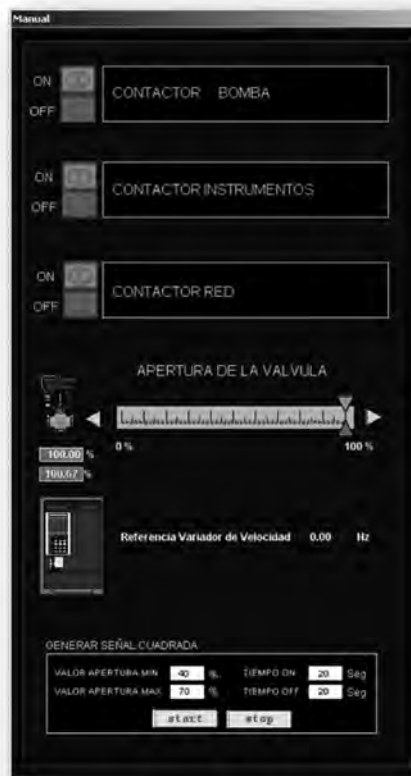 Manual
ON
CONTACTOR BOMBA
OFF
ON
CONTACTOR INSTRUMENTOS
OFF
ON
CONTACTOR RED
OFF
APERTURA DE LA VALVULA
0 % 100 %
100.00 %
100.67 %
Referencia Variador de Velocidad 0.00 Hz
GENERAR SEÑAL CUADRADA
VALOR APERTURA MIN 40 % TIEMPO ON 20 Seg
VALOR APERTURA MAX 70 % TIEMPO OFF 20 Seg
start stop